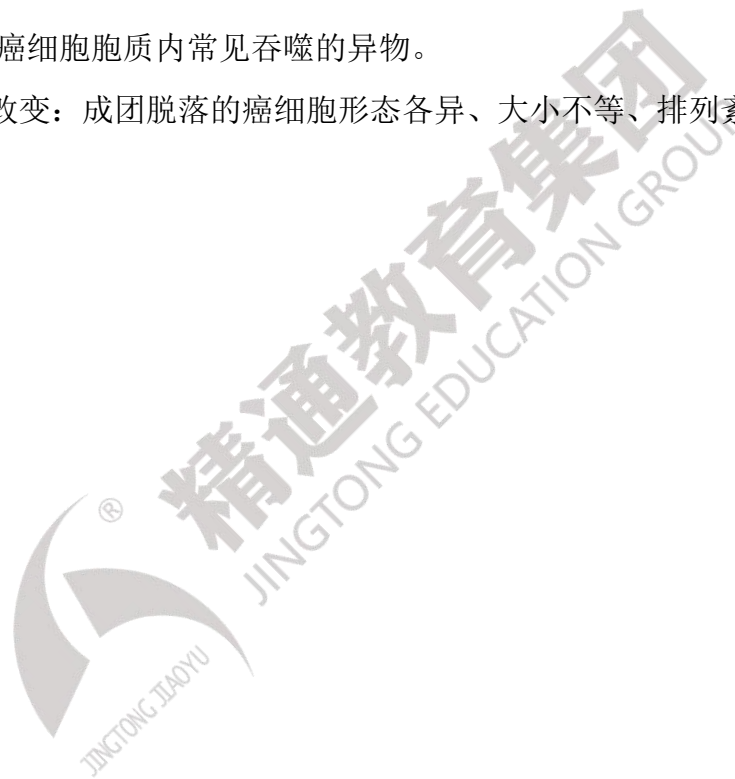 癌细胞胞质内常见吞噬的异物。
改变：成团脱落的癌细胞形态各异、大小不等、排列紊
精通教育集团
JINGTONG EDUCATION GROUP
®
JINGTONG JIAOYU